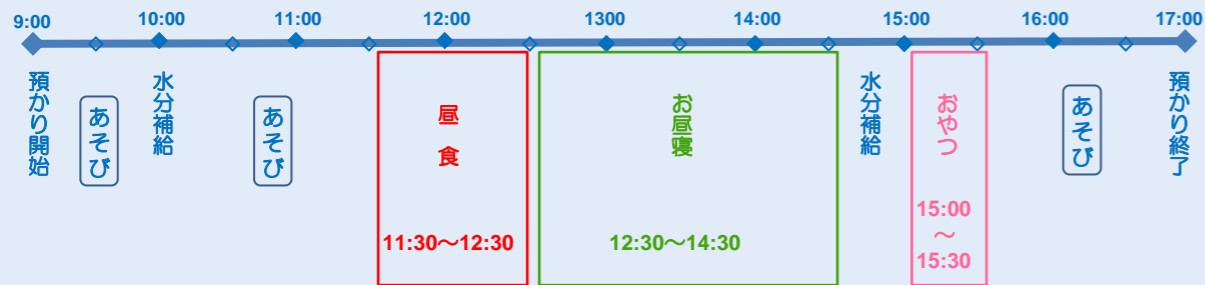 9:00
10:00
11:00
12:00
1300
14:00
15:00
16:00
17:00
預かり開始
あそび
水分補給
あそび
昼食
11:30～12:30
お昼寝
12:30～14:30
水分補給
おやつ
15:00
～
15:30
あそび
預かり終了